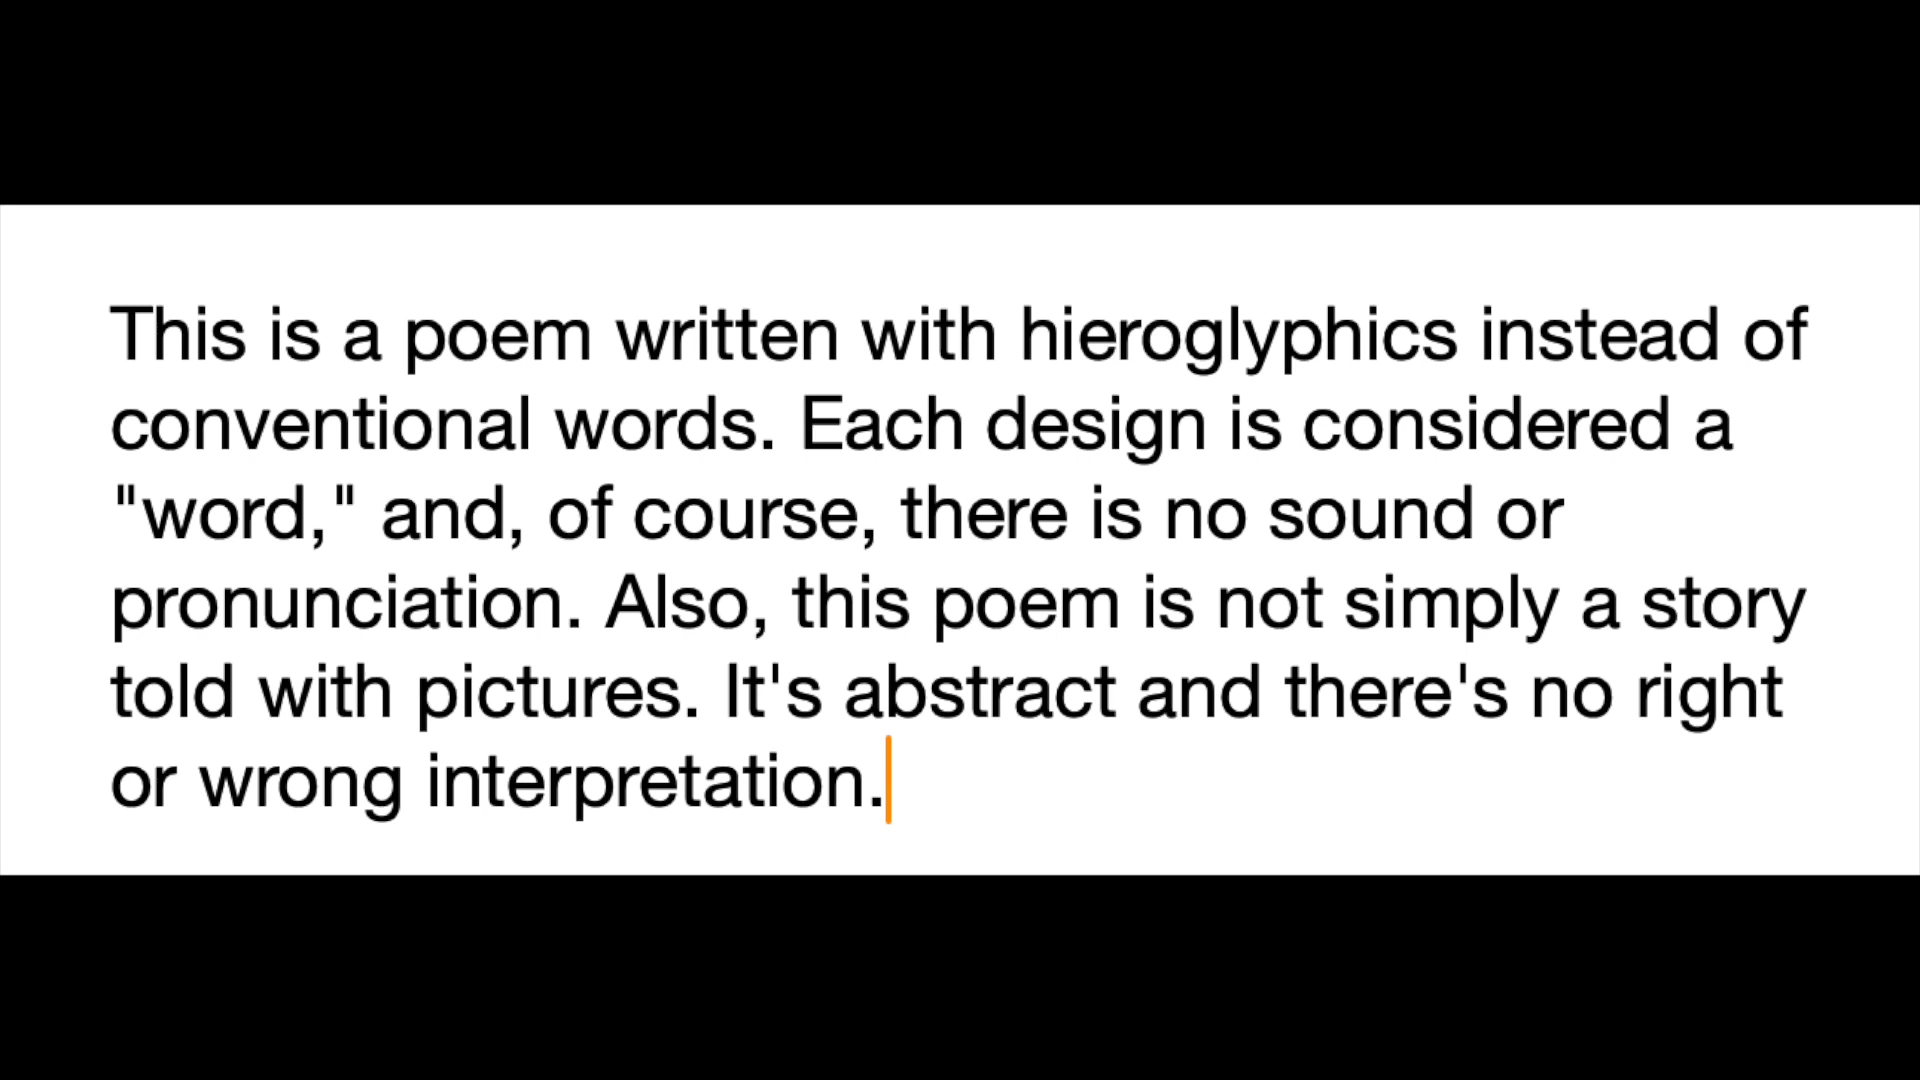 This is a poem written with hieroglyphics instead of
conventional words. Each design is considered a
"word," and, of course, there is no sound or
pronunciation. Also, this poem is not simply a story
told with pictures. It's abstract and there's no right
or wrong interpretation.